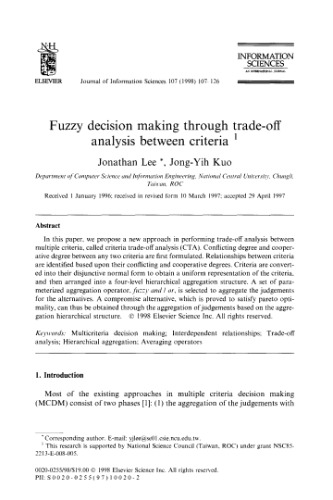 NH
ELSEVIER
Journal of Information Sciences 107 (1998) 107–126
INFORMATION
SCIENCES
AN INTERNATIONAL JOURNAL
Fuzzy decision making through trade-off
analysis between criteria 1
Jonathan Lee *, Jong-Yih Kuo
Department of Computer Science and Information Engineering, National Central University, Chungli,
Taiwan, ROC
Received 1 January 1996; received in revised form 10 March 1997; accepted 29 April 1997
Abstract
In this paper, we propose a new approach in performing trade-off analysis between
multiple criteria, called criteria trade-off analysis (CTA). Conflicting degree and cooper-
ative degree between any two criteria are first formulated. Relationships between criteria
are identified based upon their conflicting and cooperative degrees. Criteria are convert-
ed into their disjunctive normal form to obtain a uniform representation of the criteria,
and then arranged into a four-level hierarchical aggregation structure. A set of para-
meterized aggregation operator, fuzzy and/or, is selected to aggregate the judgements
for the alternatives. A compromise alternative, which is proved to satisfy pareto opti-
mality, can thus be obtained through the aggregation of judgements based on the aggre-
gation hierarchical structure. © 1998 Elsevier Science Inc. All rights reserved.
Keywords: Multicriteria decision making; Interdependent relationships; Trade-off
analysis; Hierarchical aggregation; Averaging operators
1. Introduction
Most of the existing approaches in multiple criteria decision making
(MCDM) consist of two phases [1]: (1) the aggregation of the judgements with
* Corresponding author. E-mail: yjlee@se01.csie.ncu.edu.tw.
1 This research is supported by National Science Council (Taiwan, ROC) under grant NSC85-
2213-E-008-005.
0020-0255/98/$19.00 © 1998 Elsevier Science Inc. All rights reserved.
PII: S0020-0255(97)10020-2